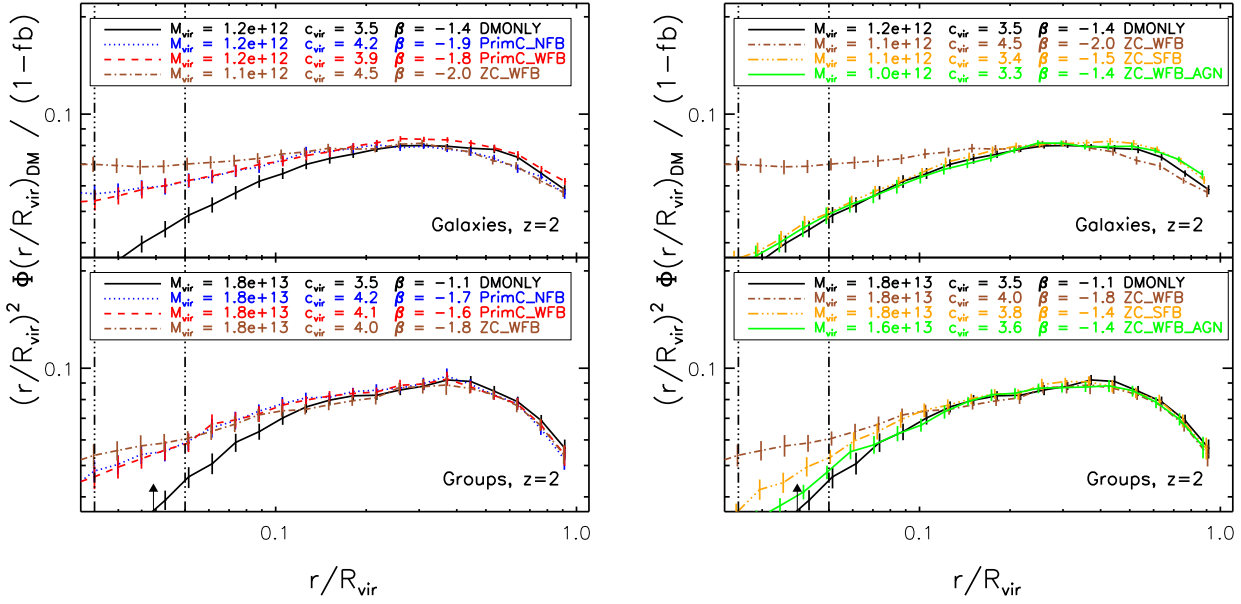 M_vir = 1.2e+12 c_vir = 3.5 β = −1.4 DMONLY
M_vir = 1.2e+12 c_vir = 4.2 β = −1.9 PrimC_NFB
M_vir = 1.2e+12 c_vir = 3.9 β = −1.8 PrimC_WFB
M_vir = 1.1e+12 c_vir = 4.5 β = −2.0 ZC_WFB
0.1
Galaxies, z=2
M_vir = 1.8e+13 c_vir = 3.5 β = −1.1 DMONLY
M_vir = 1.8e+13 c_vir = 4.2 β = −1.7 PrimC_NFB
M_vir = 1.8e+13 c_vir = 4.1 β = −1.6 PrimC_WFB
M_vir = 1.8e+13 c_vir = 4.0 β = −1.8 ZC_WFB
0.1
Groups, z=2
(r/R_vir)² Φ(r/R_vir)_DM / (1−fb)
0.1 1.0
r/R_vir
M_vir = 1.2e+12 c_vir = 3.5 β = −1.4 DMONLY
M_vir = 1.1e+12 c_vir = 4.5 β = −2.0 ZC_WFB
M_vir = 1.1e+12 c_vir = 3.4 β = −1.5 ZC_SFB
M_vir = 1.0e+12 c_vir = 3.3 β = −1.4 ZC_WFB_AGN
0.1
Galaxies, z=2
M_vir = 1.8e+13 c_vir = 3.5 β = −1.1 DMONLY
M_vir = 1.8e+13 c_vir = 4.0 β = −1.8 ZC_WFB
M_vir = 1.8e+13 c_vir = 3.8 β = −1.4 ZC_SFB
M_vir = 1.6e+13 c_vir = 3.6 β = −1.4 ZC_WFB_AGN
0.1
Groups, z=2
(r/R_vir)² Φ(r/R_vir)_DM / (1−fb)
0.1 1.0
r/R_vir